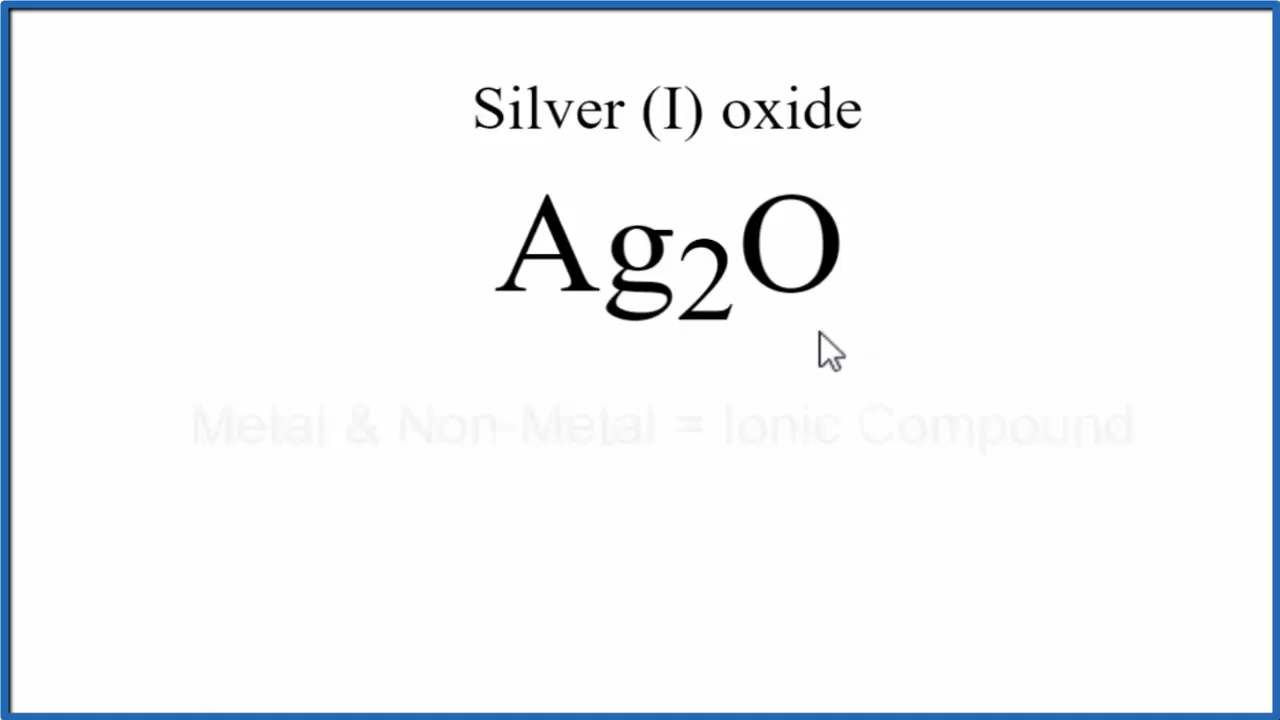 Silver (I) oxide
Ag₂O
Metal & Non-Metal = Ionic Compound